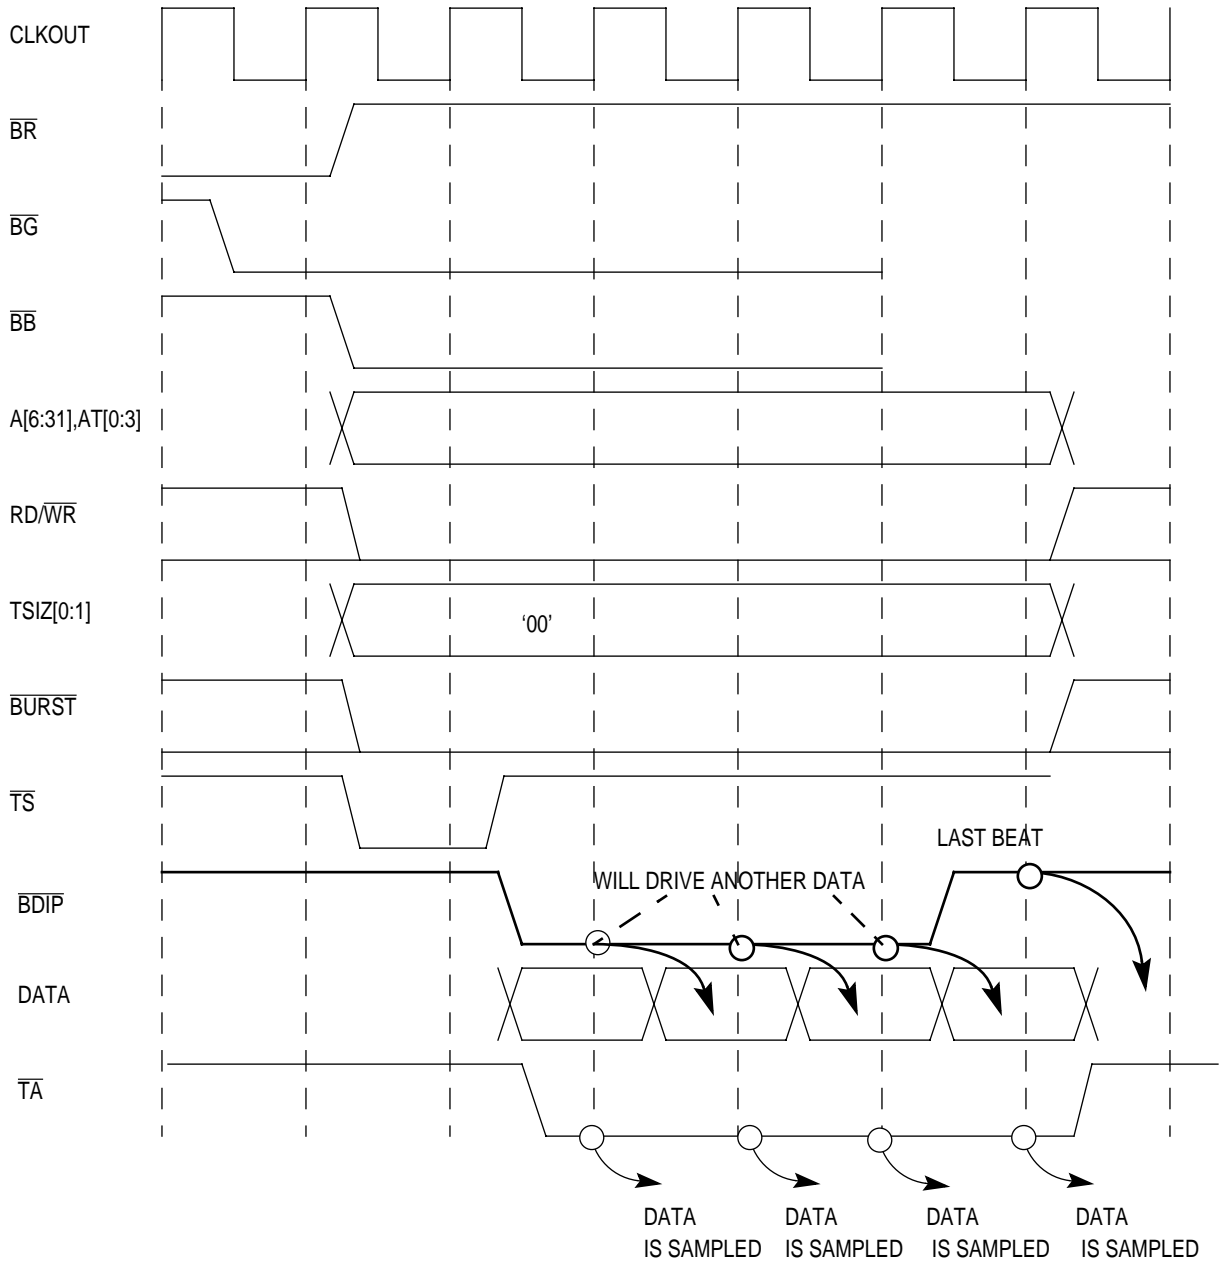 CLKOUT
BR
BG
BB
A[6:31],AT[0:3]
RD/WR
TSIZ[0:1]
‘00’
BURST
TS
LAST BEAT
WILL DRIVE ANOTHER DATA
BDIP
DATA
TA
DATA IS SAMPLED
DATA IS SAMPLED
DATA IS SAMPLED
DATA IS SAMPLED